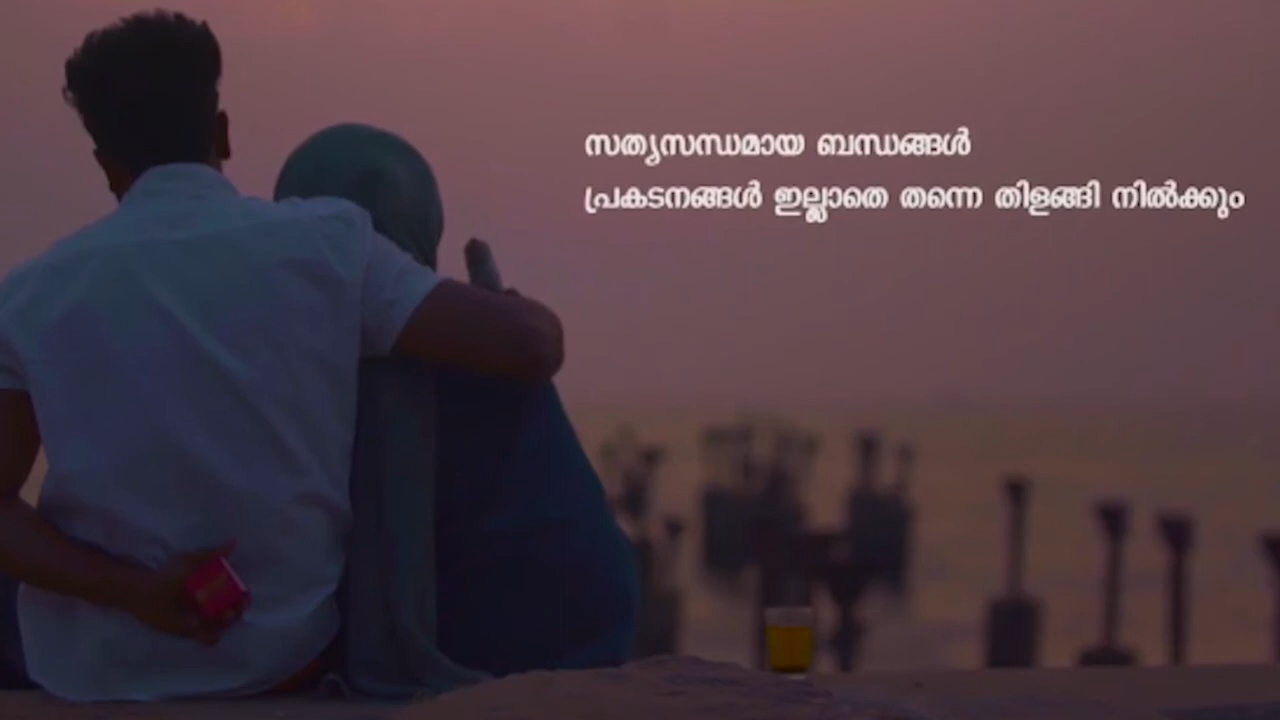 സത്യസന്ധമായ ബന്ധങ്ങൾ
പ്രകടനങ്ങൾ ഇല്ലാതെ തന്നെ തിളങ്ങി നിൽക്കും